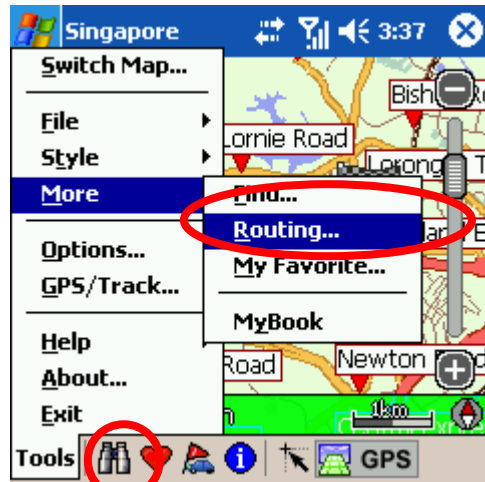 Singapore 3:37
Switch Map...
File
Style
More
Options...
GPS/Track...
Help
About...
Exit
Find...
Routing...
My Favorite...
MyBook
Bish
Lornie Road
Lorong
Road
Newton
1km
Tools GPS